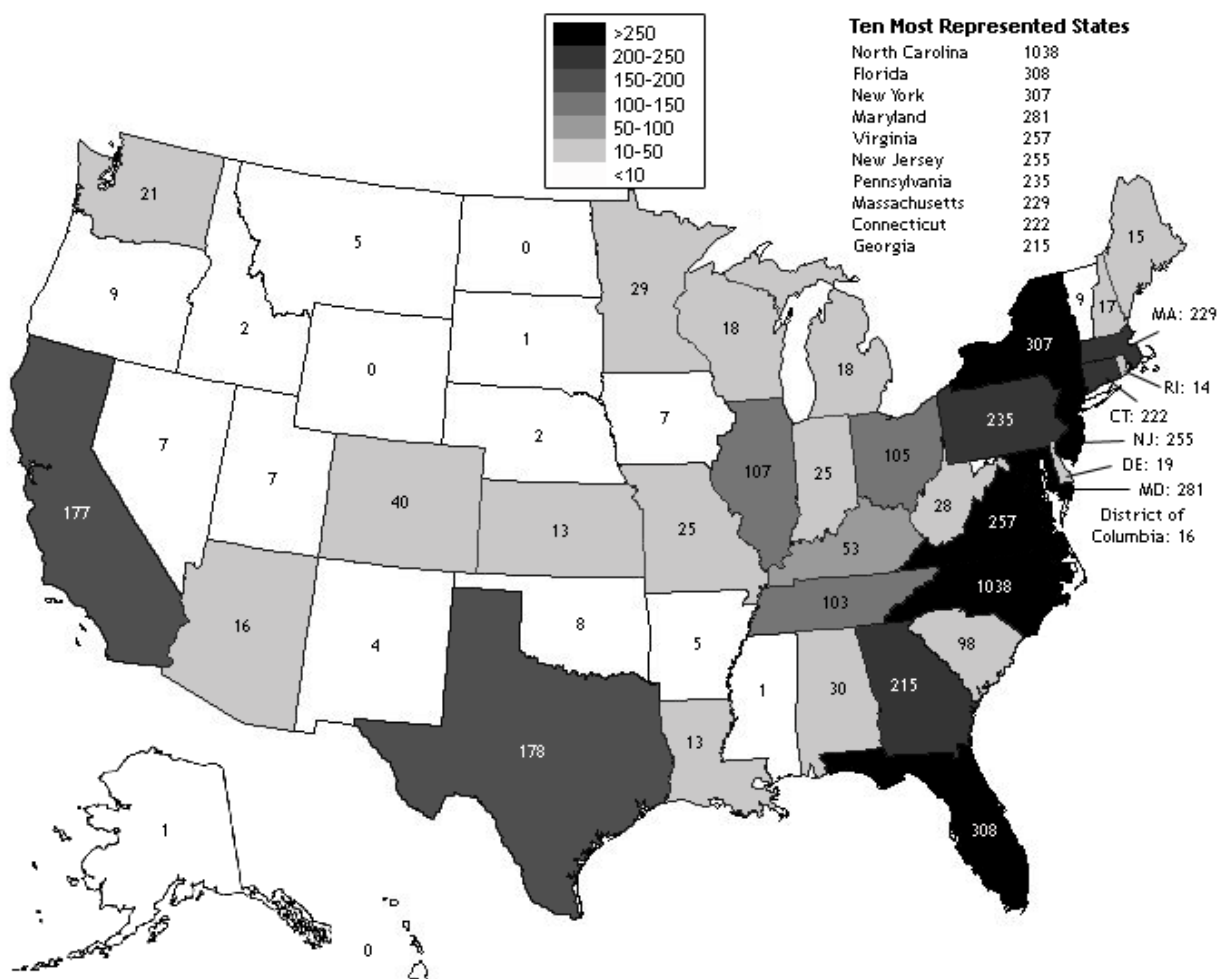 >250
200-250
150-200
100-150
50-100
10-50
<10
Ten Most Represented States
North Carolina 1038
Florida 308
New York 307
Maryland 281
Virginia 257
New Jersey 255
Pennsylvania 235
Massachusetts 229
Connecticut 222
Georgia 215
21
5
0
29
15
9
2
1
18
18
9
17
MA: 229
307
0
RI: 14
CT: 222
7
7
2
7
235
NJ: 255
107
25
105
DE: 19
MD: 281
District of
Columbia: 16
177
40
13
25
28
257
53
1038
103
16
4
8
5
98
1
30
215
178
13
308
1
0